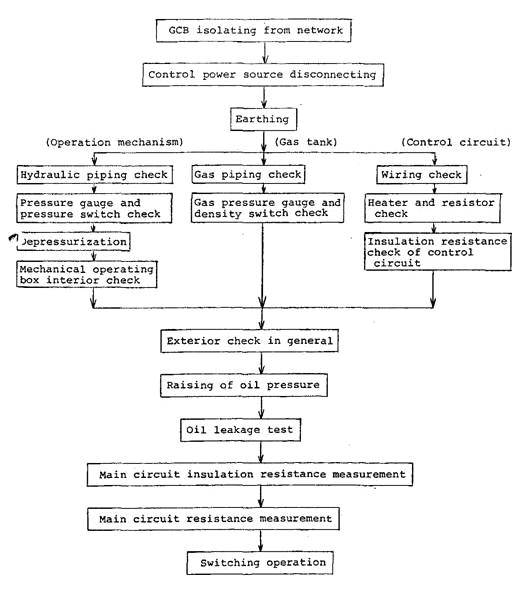 GCB isolating from network
Control power source disconnecting
Earthing
(Operation mechanism)
(Gas tank)
(Control circuit)
Hydraulic piping check
Gas piping check
Wiring check
Pressure gauge and
pressure switch check
Gas pressure gauge and
density switch check
Heater and resistor
check
Depressurization
Insulation resistance
check of control
circuit
Mechanical operating
box interior check
Exterior check in general
Raising of oil pressure
Oil leakage test
Main circuit insulation resistance measurement
Main circuit resistance measurement
Switching operation